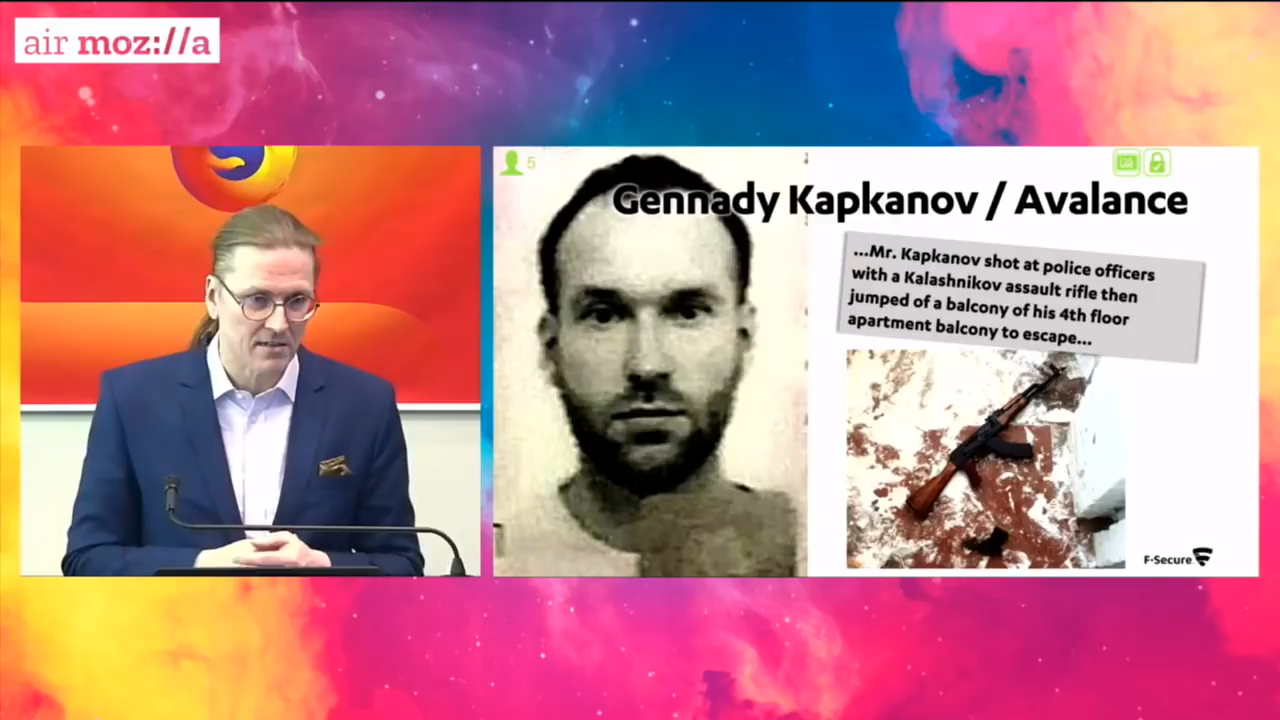 air moz://a
5
Gennady Kapkanov / Avalance
...Mr. Kapkanov shot at police officers
with a Kalashnikov assault rifle then
jumped of a balcony of his 4th floor
apartment balcony to escape...
F-Secure